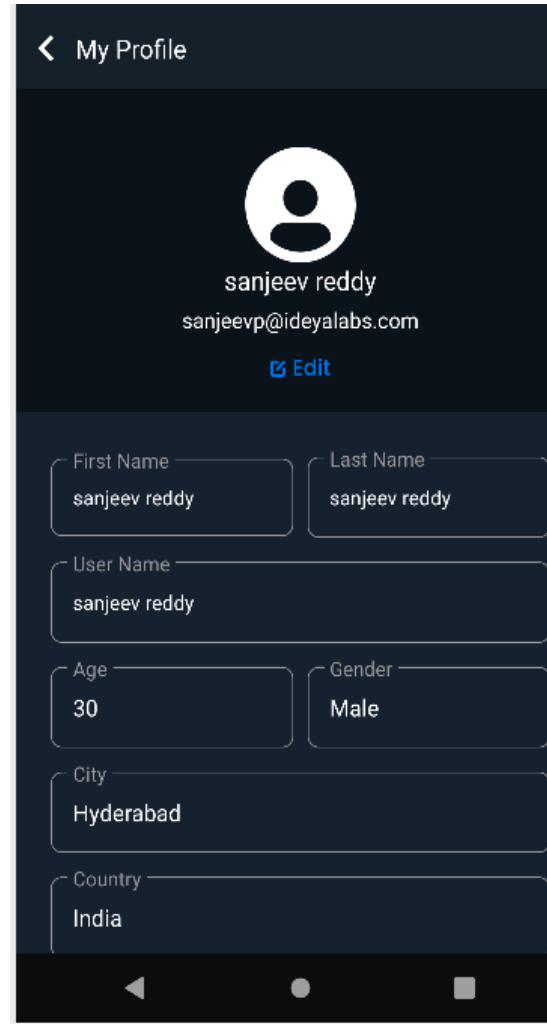 My Profile
sanjeev reddy
sanjeevp@ideyalabs.com
Edit
First Name Last Name
sanjeev reddy sanjeev reddy
User Name
sanjeev reddy
Age Gender
30 Male
City
Hyderabad
Country
India